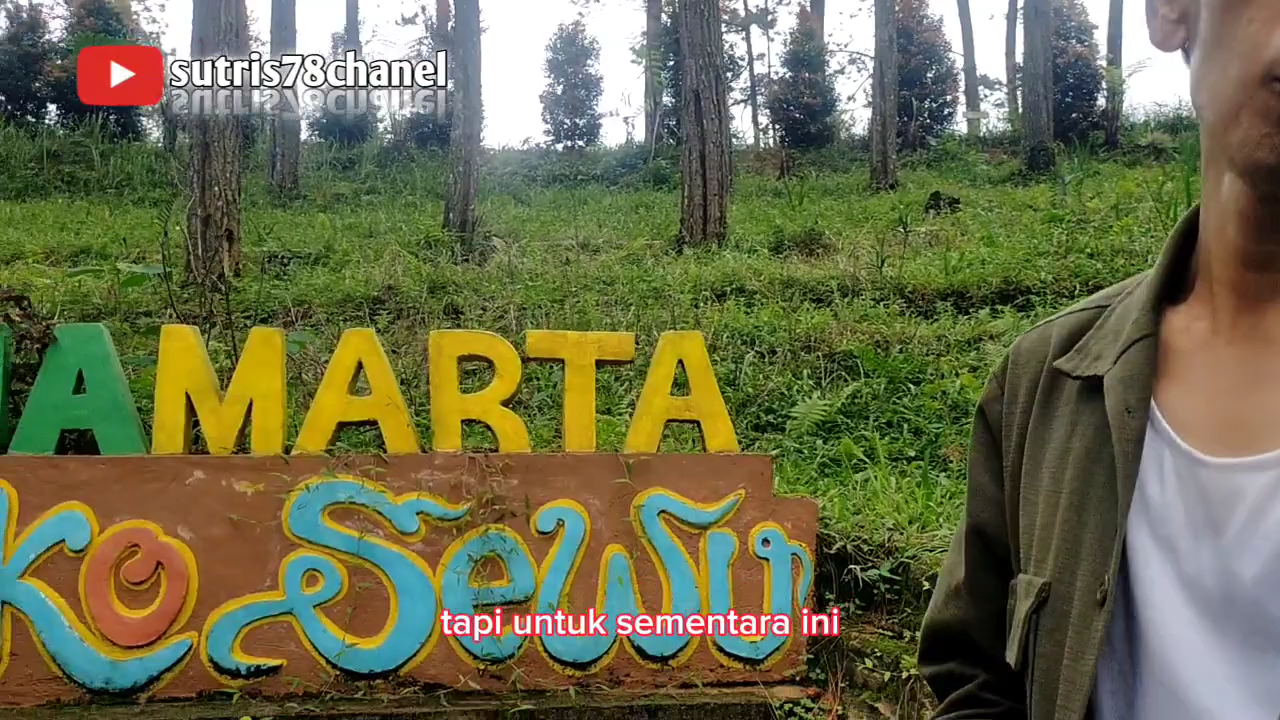 sutris78chanel
AMARTA
ko Sewu
tapi untuk sementara ini